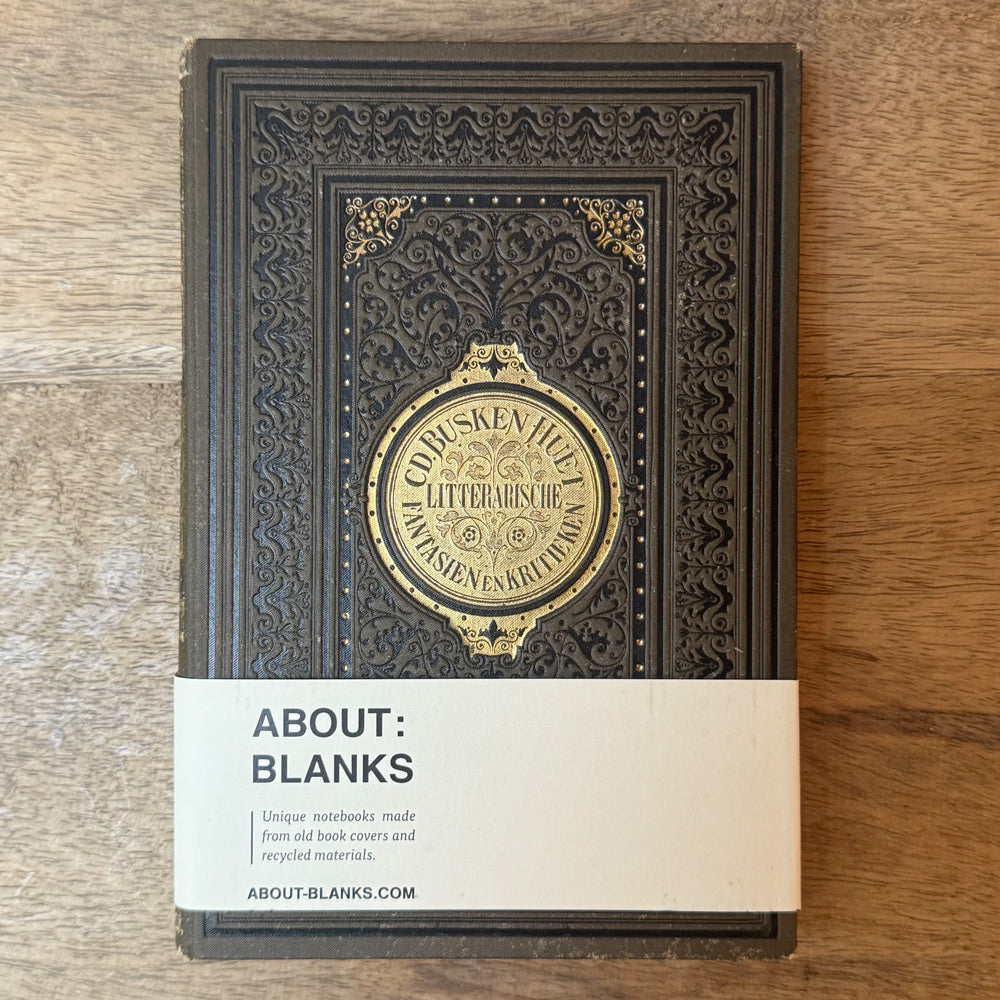 CD. BUSKEN HUET
LITTERARISCHE
FANTASIEN EN KRITIEKEN
ABOUT:
BLANKS
Unique notebooks made
from old book covers and
recycled materials.
ABOUT-BLANKS.COM